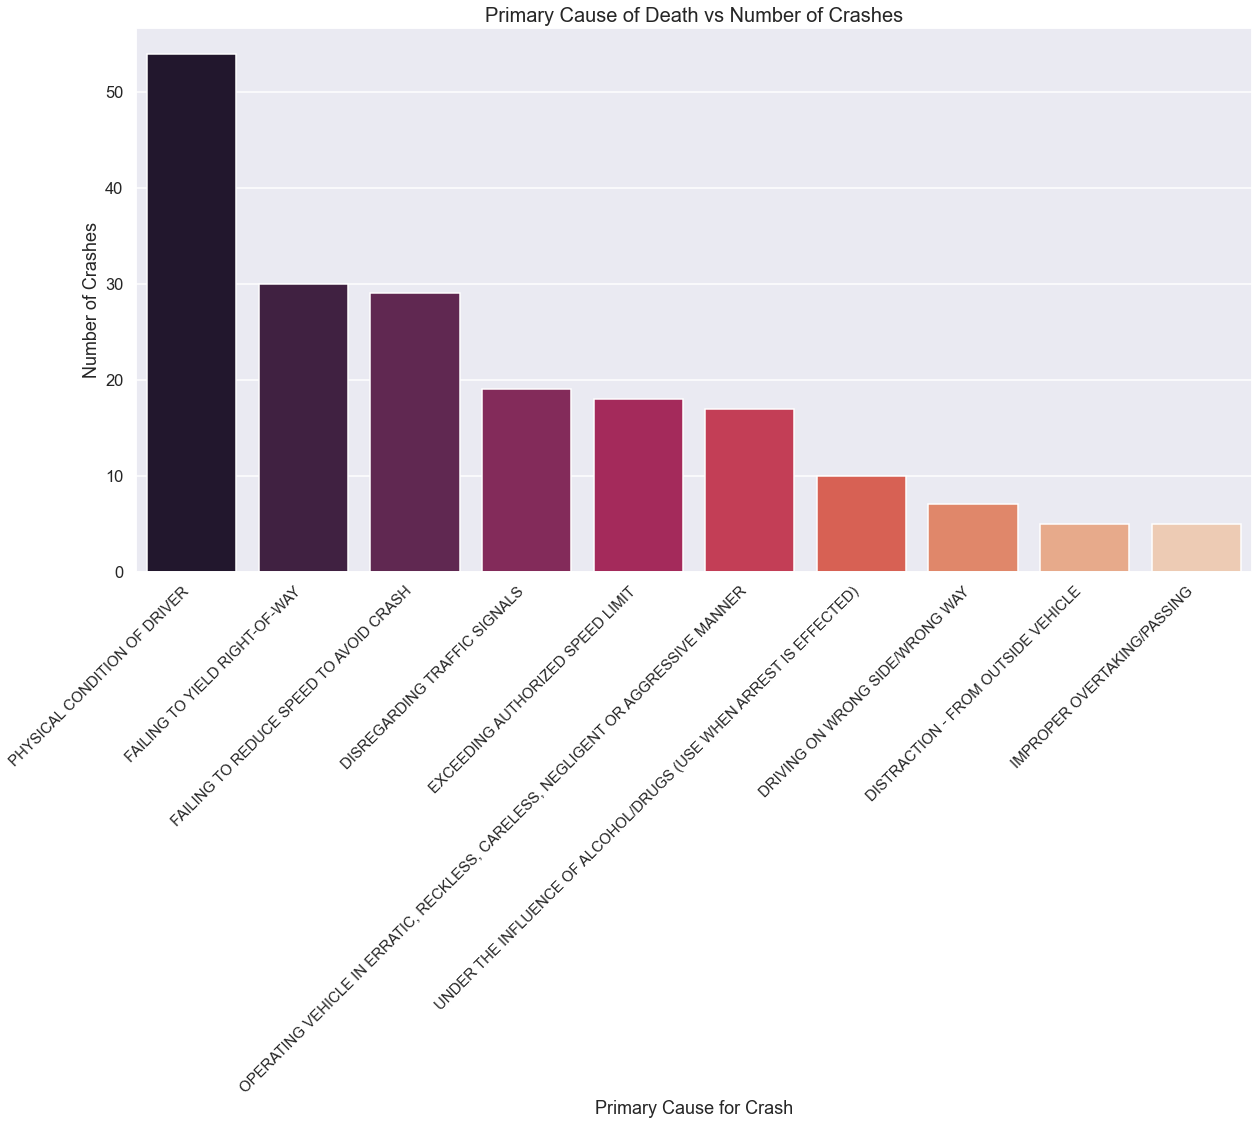 Primary Cause of Death vs Number of Crashes
Number of Crashes
50
40
30
20
10
0
PHYSICAL CONDITION OF DRIVER
FAILING TO YIELD RIGHT-OF-WAY
FAILING TO REDUCE SPEED TO AVOID CRASH
DISREGARDING TRAFFIC SIGNALS
EXCEEDING AUTHORIZED SPEED LIMIT
OPERATING VEHICLE IN ERRATIC, RECKLESS, CARELESS, NEGLIGENT OR AGGRESSIVE MANNER
UNDER THE INFLUENCE OF ALCOHOL/DRUGS (USE WHEN ARREST IS EFFECTED)
DRIVING ON WRONG SIDE/WRONG WAY
DISTRACTION - FROM OUTSIDE VEHICLE
IMPROPER OVERTAKING/PASSING
Primary Cause for Crash